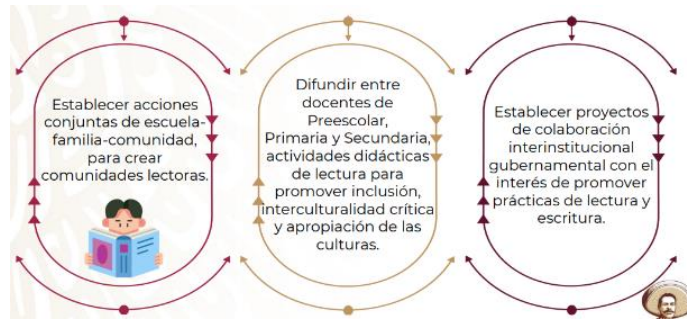 Establecer acciones
conjuntas de escuela-
familia-comunidad,
para crear
comunidades lectoras.
Difundir entre
docentes de
Preescolar,
Primaria y Secundaria,
actividades didácticas
de lectura para
promover inclusión,
interculturalidad crítica
y apropiación de las
culturas.
Establecer proyectos
de colaboración
interinstitucional
gubernamental con el
interés de promover
prácticas de lectura y
escritura.